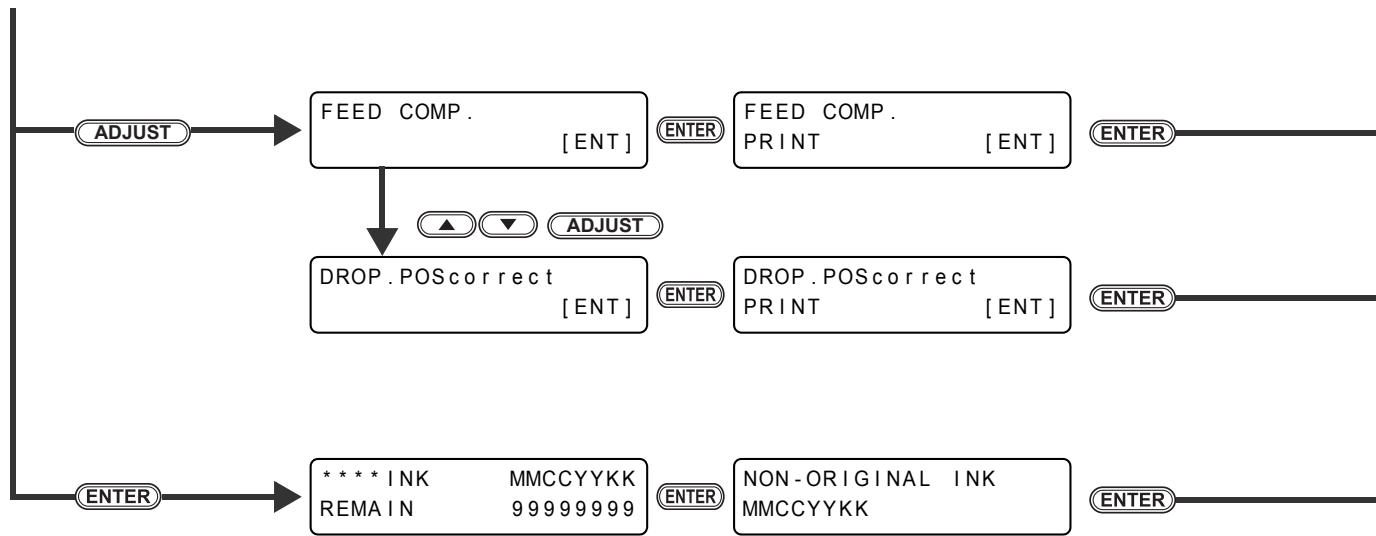 ADJUST
FEED COMP.
[ENT]
ENTER
FEED COMP.
PRINT [ENT]
ENTER
ADJUST
DROP.POScorrect
[ENT]
ENTER
DROP.POScorrect
PRINT [ENT]
ENTER
ENTER
****INK MMCCYYKK
REMAIN 99999999
ENTER
NON-ORIGINAL INK
MMCCYYKK
ENTER